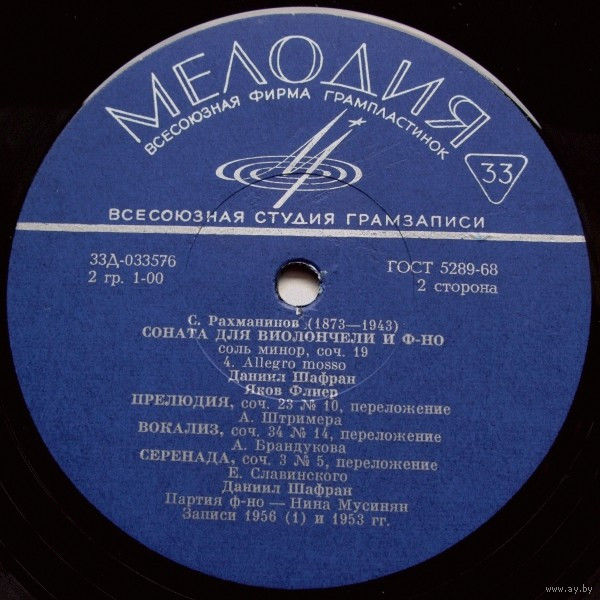 МЕЛОДИЯ
ВСЕСОЮЗНАЯ ФИРМА ГРАМПЛАСТИНОК
33
ВСЕСОЮЗНАЯ СТУДИЯ ГРАМЗАПИСИ
33Д-033576
ГОСТ 5289-68
2 гр. 1-00
2 сторона
С. Рахманинов (1873—1943)
СОНАТА ДЛЯ ВИОЛОНЧЕЛИ И Ф-НО
соль минор, соч. 19
4. Allegro mosso
Даниил Шафран
Яков Флиер
ПРЕЛЮДИЯ, соч. 23 № 10, переложение
А. Штримера
ВОКАЛИЗ, соч. 34 № 14, переложение
А. Брандукова
СЕРЕНАДА, соч. 3 № 5, переложение
Е. Славинского
Даниил Шафран
Партия ф-но — Нина Мусинян
Записи 1956 (1) и 1953 гг.
www.ay.by